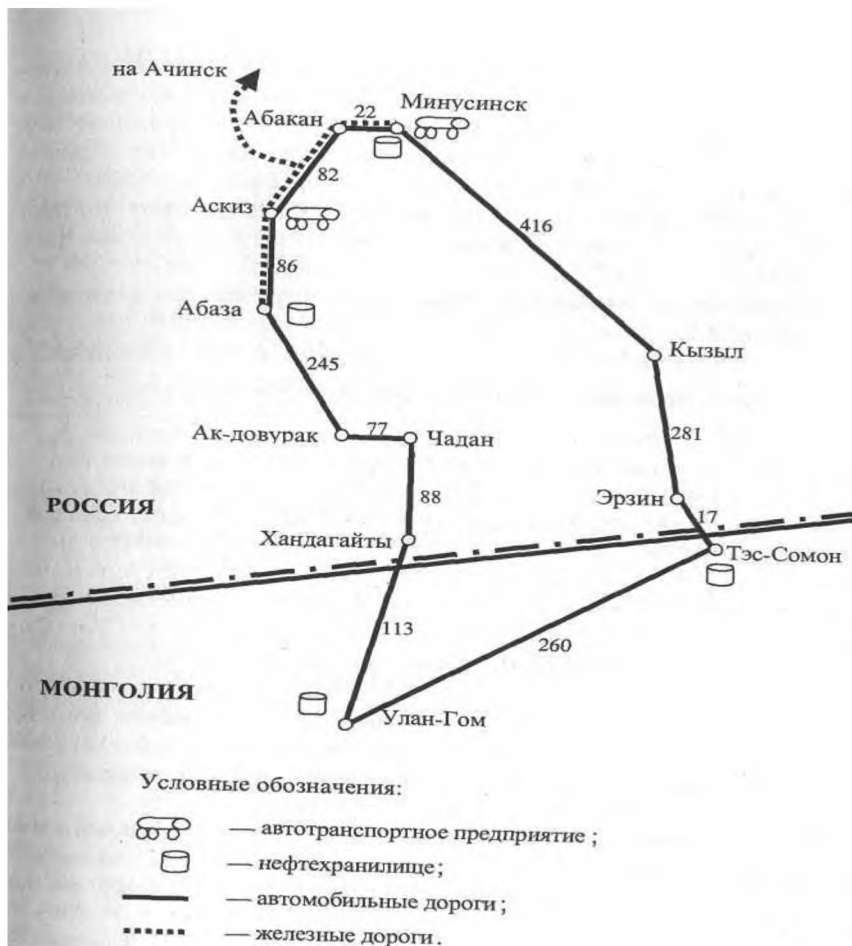 на Ачинск
Абакан
22
Минусинск
82
Аскиз
416
86
Абаза
Кызыл
245
Ак-довурак
77
Чадан
281
РОССИЯ
88
Эрзин
17
Хандагайты
Тэс-Сомон
113
260
МОНГОЛИЯ
Улан-Гом
Условные обозначения:
— автотранспортное предприятие ;
— нефтехранилище;
— автомобильные дороги ;
— железные дороги .